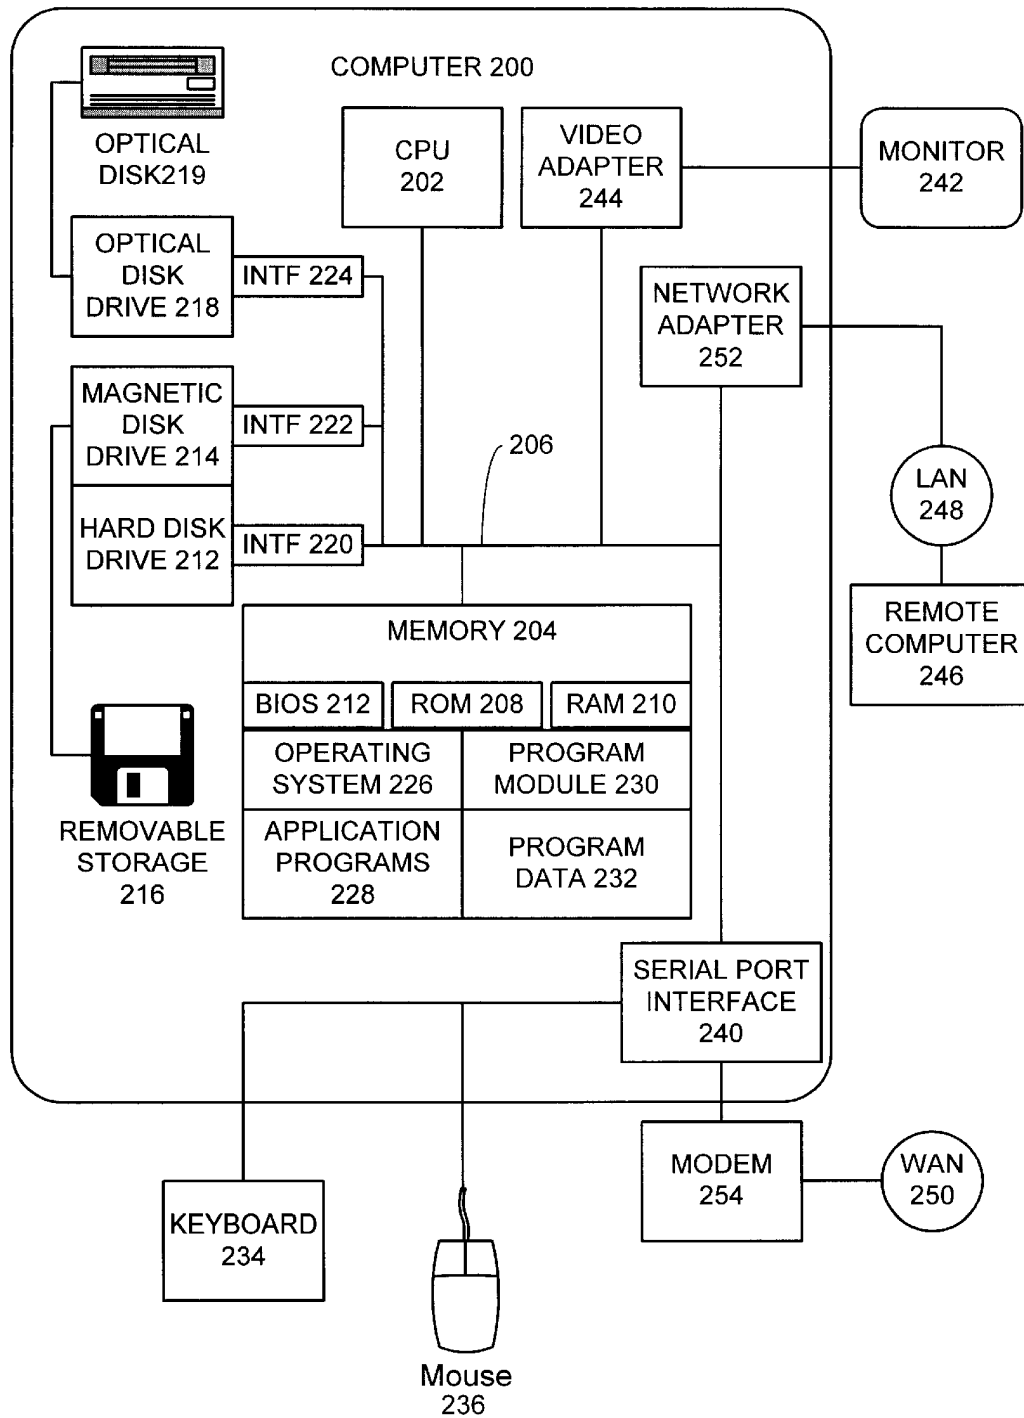 COMPUTER 200
OPTICAL
DISK219
CPU
202
VIDEO
ADAPTER
244
MONITOR
242
OPTICAL
DISK
DRIVE 218
INTF 224
NETWORK
ADAPTER
252
MAGNETIC
DISK
DRIVE 214
INTF 222
206
LAN
248
HARD DISK
DRIVE 212
INTF 220
REMOTE
COMPUTER
246
MEMORY 204
BIOS 212
ROM 208
RAM 210
OPERATING
SYSTEM 226
PROGRAM
MODULE 230
REMOVABLE
STORAGE
216
APPLICATION
PROGRAMS
228
PROGRAM
DATA 232
SERIAL PORT
INTERFACE
240
MODEM
254
WAN
250
KEYBOARD
234
Mouse
236